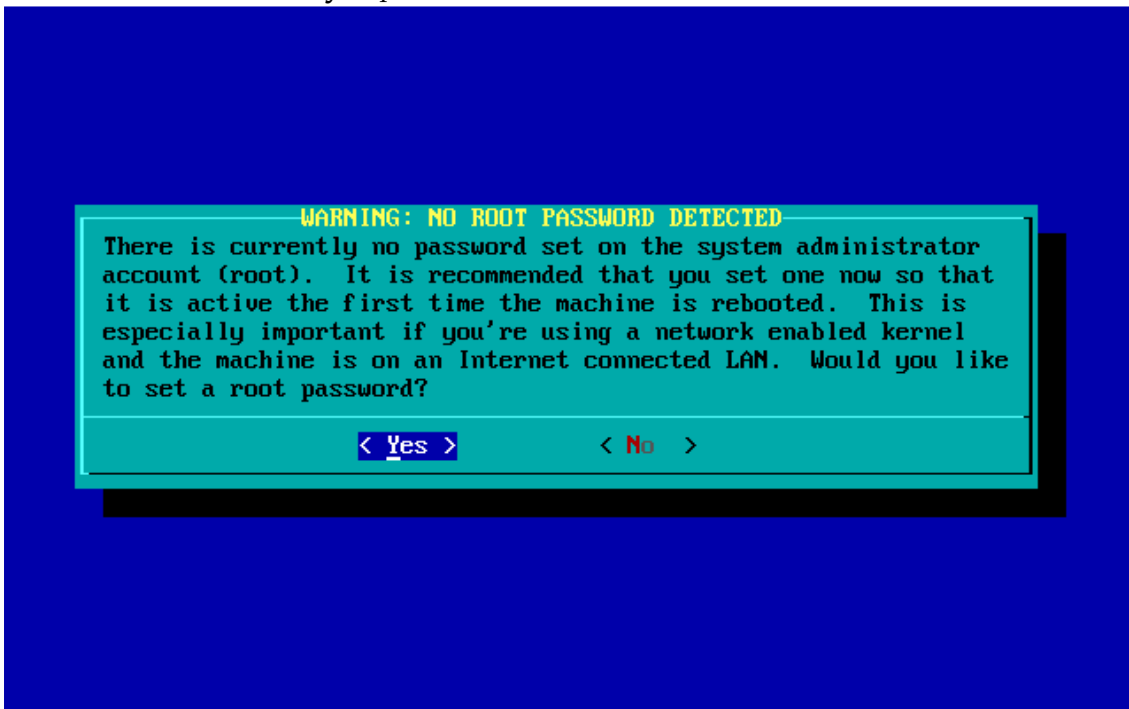 WARNING: NO ROOT PASSWORD DETECTED
There is currently no password set on the system administrator
account (root).  It is recommended that you set one now so that
it is active the first time the machine is rebooted.  This is
especially important if you're using a network enabled kernel
and the machine is on an Internet connected LAN.  Would you like
to set a root password?
< Yes > < No >